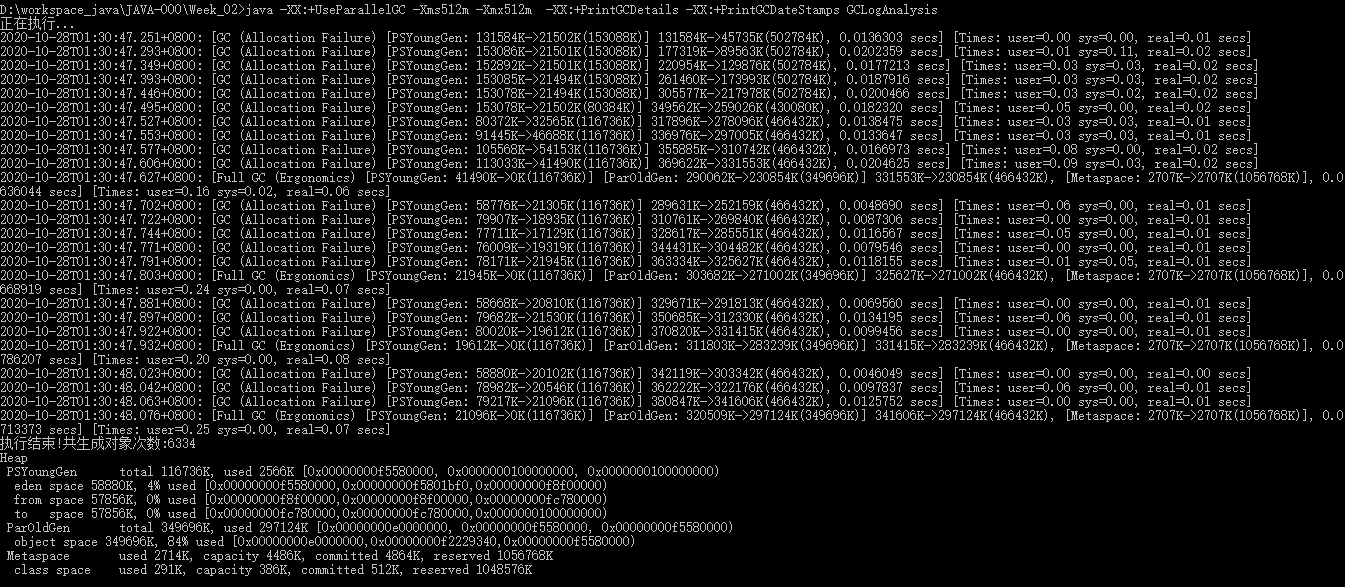 D:\workspace_java\JAVA-000\Week_02>java -XX:+UseParallelGC -Xms512m -Xmx512m  -XX:+PrintGCDetails -XX:+PrintGCDateStamps GCLogAnalysis
正在执行...
2020-10-28T01:30:47.251+0800: [GC (Allocation Failure) [PSYoungGen: 131584K->21502K(153088K)] 131584K->45735K(502784K), 0.0136303 secs] [Times: user=0.00 sys=0.00, real=0.01 secs]
2020-10-28T01:30:47.291+0800: [GC (Allocation Failure) [PSYoungGen: 153086K->21501K(153088K)] 177319K->89563K(502784K), 0.0202359 secs] [Times: user=0.01 sys=0.11, real=0.02 secs]
2020-10-28T01:30:47.349+0800: [GC (Allocation Failure) [PSYoungGen: 152892K->21501K(153088K)] 220954K->129876K(502784K), 0.0177213 secs] [Times: user=0.03 sys=0.03, real=0.02 secs]
2020-10-28T01:30:47.393+0800: [GC (Allocation Failure) [PSYoungGen: 153085K->21494K(153088K)] 261460K->173993K(502784K), 0.0187916 secs] [Times: user=0.03 sys=0.03, real=0.02 secs]
2020-10-28T01:30:47.446+0800: [GC (Allocation Failure) [PSYoungGen: 153078K->21494K(153088K)] 305577K->217978K(502784K), 0.0200466 secs] [Times: user=0.03 sys=0.02, real=0.02 secs]
2020-10-28T01:30:47.495+0800: [GC (Allocation Failure) [PSYoungGen: 153078K->21502K(80384K)] 349562K->259026K(430080K), 0.0182320 secs] [Times: user=0.05 sys=0.00, real=0.02 secs]
2020-10-28T01:30:47.527+0800: [GC (Allocation Failure) [PSYoungGen: 80372K->32565K(116736K)] 317896K->278096K(466432K), 0.0138475 secs] [Times: user=0.03 sys=0.03, real=0.01 secs]
2020-10-28T01:30:47.553+0800: [GC (Allocation Failure) [PSYoungGen: 91445K->46688K(116736K)] 336976K->297005K(466432K), 0.0133647 secs] [Times: user=0.03 sys=0.03, real=0.01 secs]
2020-10-28T01:30:47.577+0800: [GC (Allocation Failure) [PSYoungGen: 105568K->54153K(116736K)] 355885K->310742K(466432K), 0.0166973 secs] [Times: user=0.08 sys=0.00, real=0.02 secs]
2020-10-28T01:30:47.606+0800: [GC (Allocation Failure) [PSYoungGen: 113033K->41490K(116736K)] 369622K->331553K(466432K), 0.0204625 secs] [Times: user=0.09 sys=0.03, real=0.02 secs]
2020-10-28T01:30:47.627+0800: [Full GC (Ergonomics) [PSYoungGen: 41490K->0K(116736K)] [ParOldGen: 290062K->230854K(349696K)] 331553K->230854K(466432K), [Metaspace: 2707K->2707K(1056768K)], 0.0
636044 secs] [Times: user=0.16 sys=0.02, real=0.06 secs]
2020-10-28T01:30:47.702+0800: [GC (Allocation Failure) [PSYoungGen: 58776K->21305K(116736K)] 289631K->252159K(466432K), 0.0048690 secs] [Times: user=0.06 sys=0.00, real=0.01 secs]
2020-10-28T01:30:47.722+0800: [GC (Allocation Failure) [PSYoungGen: 79907K->18935K(116736K)] 310761K->269840K(466432K), 0.0087306 secs] [Times: user=0.00 sys=0.00, real=0.01 secs]
2020-10-28T01:30:47.744+0800: [GC (Allocation Failure) [PSYoungGen: 77711K->17129K(116736K)] 328617K->285551K(466432K), 0.0116567 secs] [Times: user=0.05 sys=0.00, real=0.01 secs]
2020-10-28T01:30:47.771+0800: [GC (Allocation Failure) [PSYoungGen: 76009K->19319K(116736K)] 344431K->304482K(466432K), 0.0079546 secs] [Times: user=0.00 sys=0.00, real=0.01 secs]
2020-10-28T01:30:47.791+0800: [GC (Allocation Failure) [PSYoungGen: 78171K->21945K(116736K)] 363334K->325627K(466432K), 0.0118155 secs] [Times: user=0.01 sys=0.05, real=0.01 secs]
2020-10-28T01:30:47.803+0800: [Full GC (Ergonomics) [PSYoungGen: 21945K->0K(116736K)] [ParOldGen: 303682K->271002K(349696K)] 325627K->271002K(466432K), [Metaspace: 2707K->2707K(1056768K)], 0.0
668919 secs] [Times: user=0.24 sys=0.00, real=0.07 secs]
2020-10-28T01:30:47.881+0800: [GC (Allocation Failure) [PSYoungGen: 58668K->20810K(116736K)] 329671K->291813K(466432K), 0.0069560 secs] [Times: user=0.00 sys=0.00, real=0.01 secs]
2020-10-28T01:30:47.897+0800: [GC (Allocation Failure) [PSYoungGen: 79682K->21530K(116736K)] 350685K->312330K(466432K), 0.0134195 secs] [Times: user=0.06 sys=0.00, real=0.01 secs]
2020-10-28T01:30:47.922+0800: [GC (Allocation Failure) [PSYoungGen: 80020K->19612K(116736K)] 370820K->331415K(466432K), 0.0099456 secs] [Times: user=0.00 sys=0.00, real=0.01 secs]
2020-10-28T01:30:47.932+0800: [Full GC (Ergonomics) [PSYoungGen: 19612K->0K(116736K)] [ParOldGen: 311803K->283239K(349696K)] 331415K->283239K(466432K), [Metaspace: 2707K->2707K(1056768K)], 0.0
786207 secs] [Times: user=0.20 sys=0.00, real=0.08 secs]
2020-10-28T01:30:48.023+0800: [GC (Allocation Failure) [PSYoungGen: 58880K->20102K(116736K)] 342119K->303342K(466432K), 0.0046049 secs] [Times: user=0.00 sys=0.00, real=0.00 secs]
2020-10-28T01:30:48.042+0800: [GC (Allocation Failure) [PSYoungGen: 78982K->20546K(116736K)] 362222K->322176K(466432K), 0.0097837 secs] [Times: user=0.06 sys=0.00, real=0.01 secs]
2020-10-28T01:30:48.063+0800: [GC (Allocation Failure) [PSYoungGen: 79217K->21096K(116736K)] 380847K->341606K(466432K), 0.0125752 secs] [Times: user=0.00 sys=0.00, real=0.01 secs]
2020-10-28T01:30:48.076+0800: [Full GC (Ergonomics) [PSYoungGen: 21096K->0K(116736K)] [ParOldGen: 320509K->297124K(349696K)] 341606K->297124K(466432K), [Metaspace: 2707K->2707K(1056768K)], 0.0
713373 secs] [Times: user=0.25 sys=0.00, real=0.07 secs]
执行结束!共生成对象次数:6334
Heap
 PSYoungGen      total 116736K, used 2566K [0x00000000f5580000, 0x0000000100000000, 0x0000000100000000)
  eden space 58880K, 4% used [0x00000000f5580000,0x00000000f5801bf0,0x00000000f8f00000)
  from space 57856K, 0% used [0x00000000f8f00000,0x00000000f8f00000,0x00000000fc780000)
  to   space 57856K, 0% used [0x00000000fc780000,0x00000000fc780000,0x0000000100000000)
 ParOldGen       total 349696K, used 297124K [0x00000000e0000000, 0x00000000f5580000, 0x00000000f5580000)
  object space 349696K, 84% used [0x00000000e0000000,0x00000000f2229340,0x00000000f5580000)
 Metaspace       used 2714K, capacity 4486K, committed 4864K, reserved 1056768K
  class space    used 291K, capacity 386K, committed 512K, reserved 1048576K